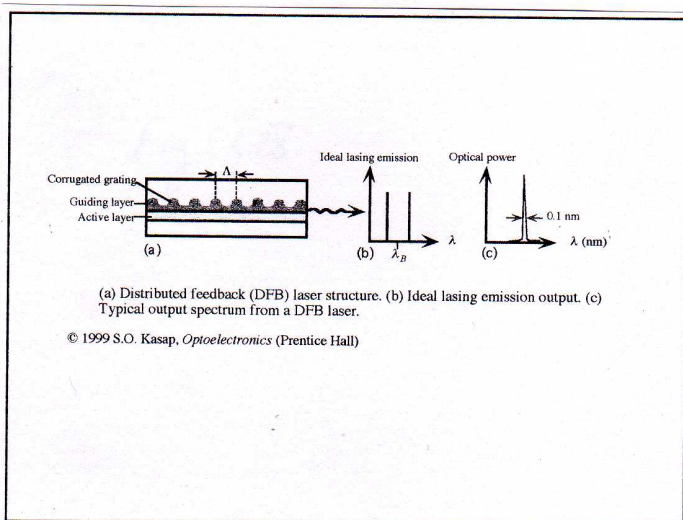 Ideal lasing emission
Optical power
Λ
Corrugated grating
Guiding layer
Active layer
0.1 nm
λ
λ (nm)
(a)
(b)
λB
(c)
(a) Distributed feedback (DFB) laser structure. (b) Ideal lasing emission output. (c)
Typical output spectrum from a DFB laser.
© 1999 S.O. Kasap, Optoelectronics (Prentice Hall)